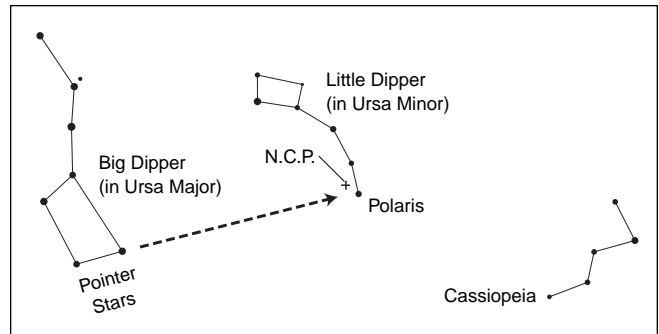 Little Dipper
(in Ursa Minor)
N.C.P.
Big Dipper
(in Ursa Major)
Polaris
Pointer
Stars
Cassiopeia